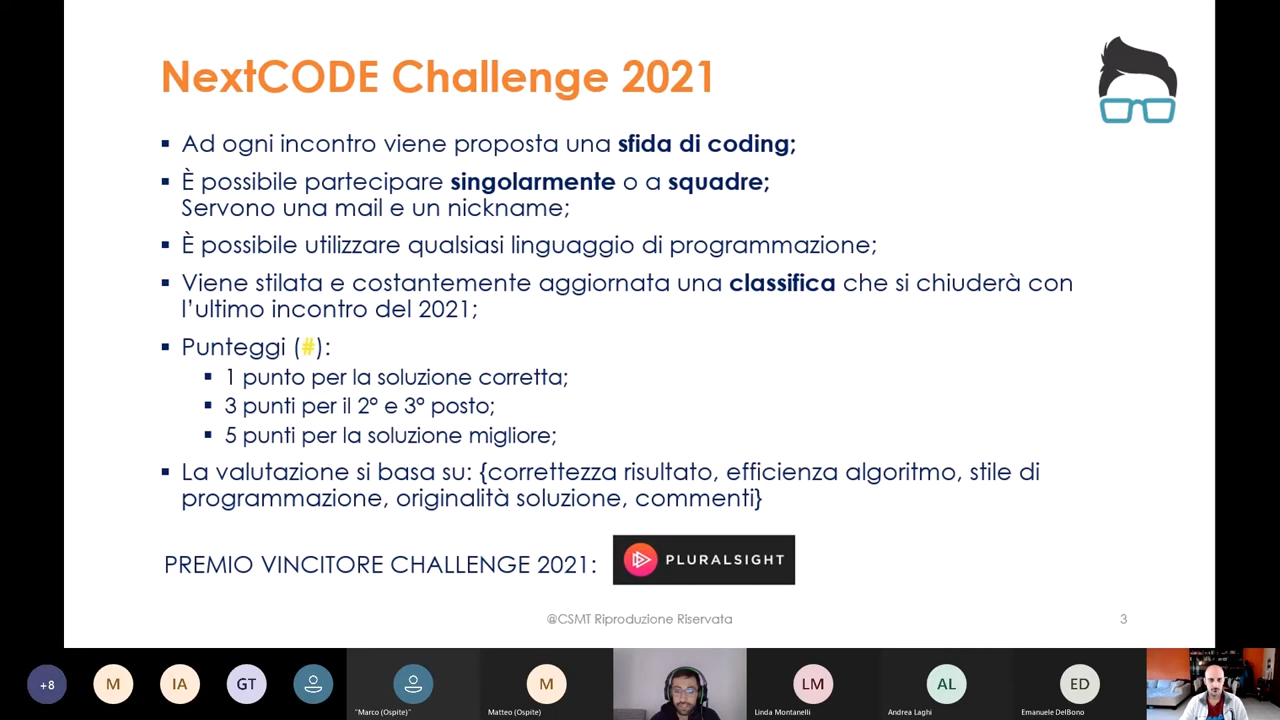 NextCODE Challenge 2021
▪ Ad ogni incontro viene proposta una sfida di coding;
▪ È possibile partecipare singolarmente o a squadre;
Servono una mail e un nickname;
▪ È possibile utilizzare qualsiasi linguaggio di programmazione;
▪ Viene stilata e costantemente aggiornata una classifica che si chiuderà con
l’ultimo incontro del 2021;
▪ Punteggi (#):
▪ 1 punto per la soluzione corretta;
▪ 3 punti per il 2° e 3° posto;
▪ 5 punti per la soluzione migliore;
▪ La valutazione si basa su: {correttezza risultato, efficienza algoritmo, stile di
programmazione, originalità soluzione, commenti}
PREMIO VINCITORE CHALLENGE 2021:
PLURALSIGHT
@CSMT Riproduzione Riservata
3
+8
M
IA
GT
M
LM
AL
ED
"Marco (Ospite)"
Matteo (Ospite)
Linda Montanelli
Andrea Laghi
Emanuele DelBono